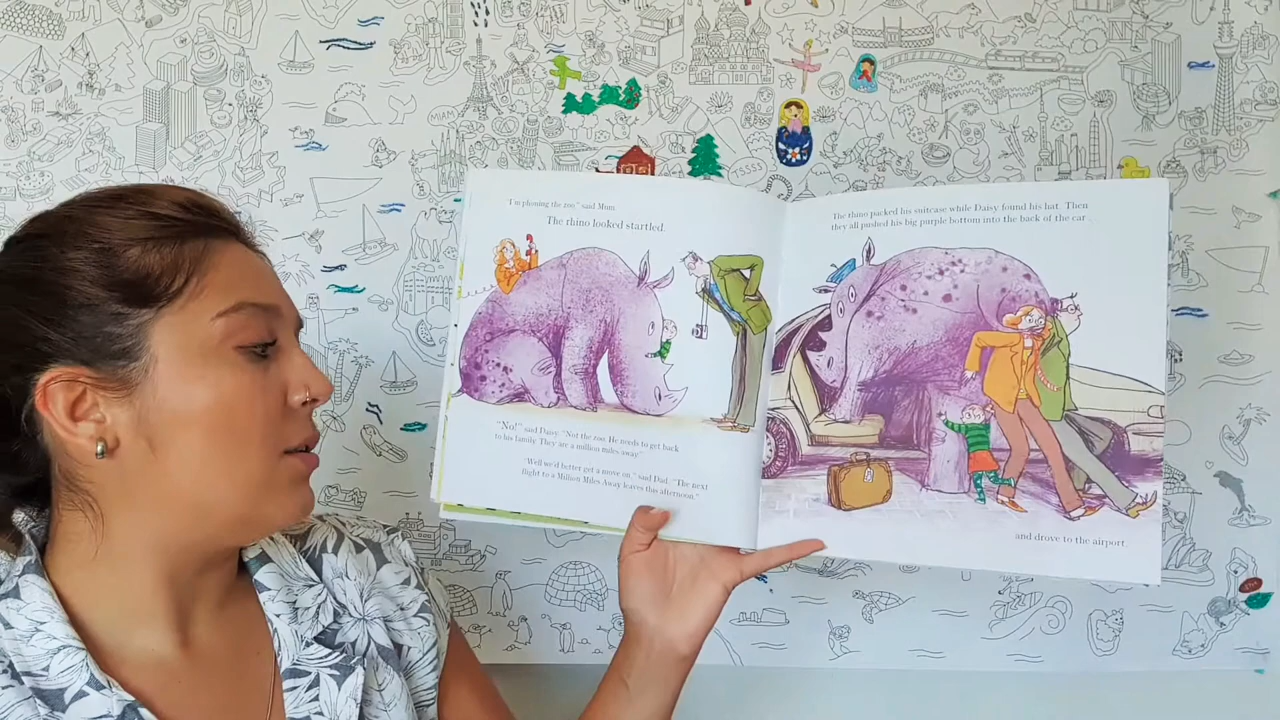 "I'm phoning the zoo," said Mum.
The rhino looked startled.
"No!" said Daisy. "Not the zoo. He needs to get back
to his family. They are a million miles away."
"Well we'd better get a move on," said Dad. "The next
flight to a Million Miles Away leaves this afternoon."
The rhino packed his suitcase while Daisy found his hat. Then
they all pushed his big purple bottom into the back of the car
and drove to the airport.
MIAMI